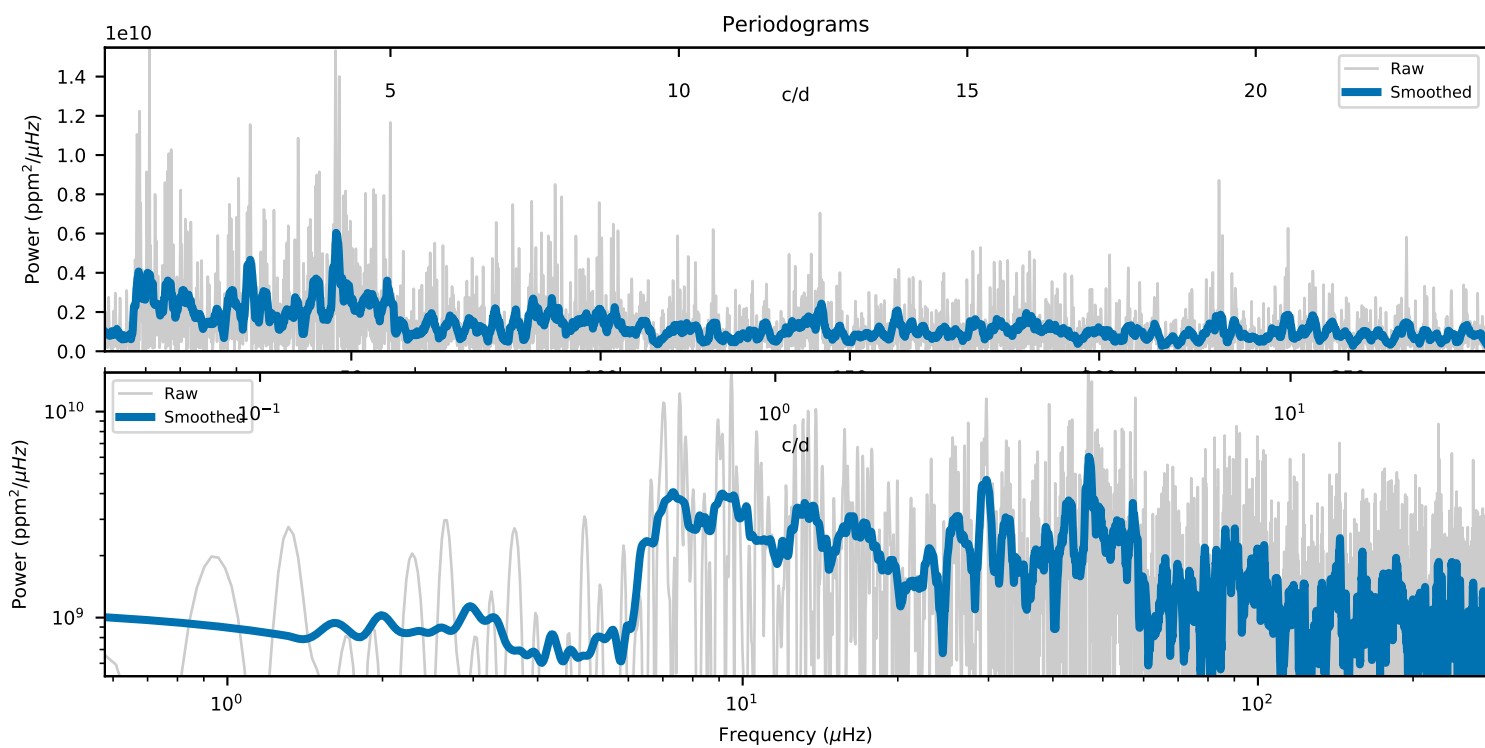 Periodograms
1e10
Power (ppm²/μHz)
1.4
1.2
1.0
0.8
0.6
0.4
0.2
0.0
5
10
15
20
c/d
Raw
Smoothed
Power (ppm²/μHz)
10¹⁰
10⁹
Raw
Smoothed
10⁻¹
10⁰
10¹
c/d
10⁰
10¹
10²
Frequency (μHz)